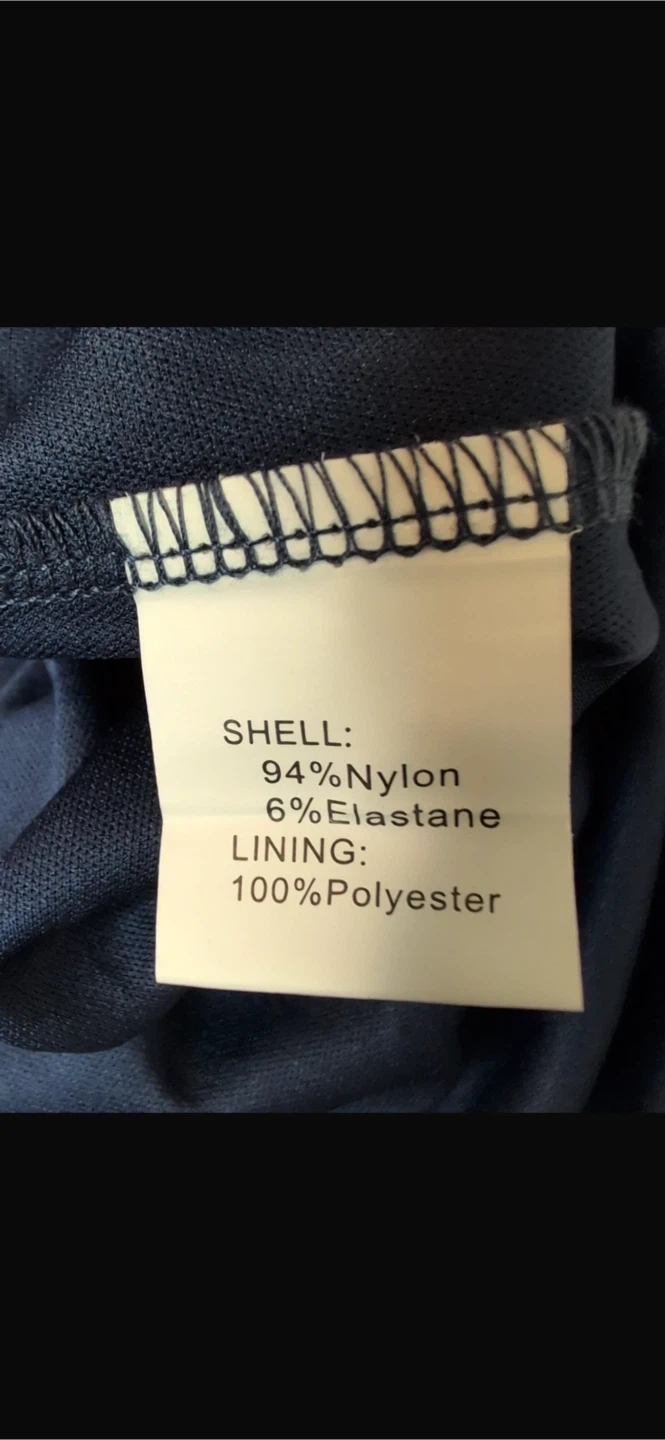 SHELL:
94%Nylon
6%Elastane
LINING:
100%Polyester